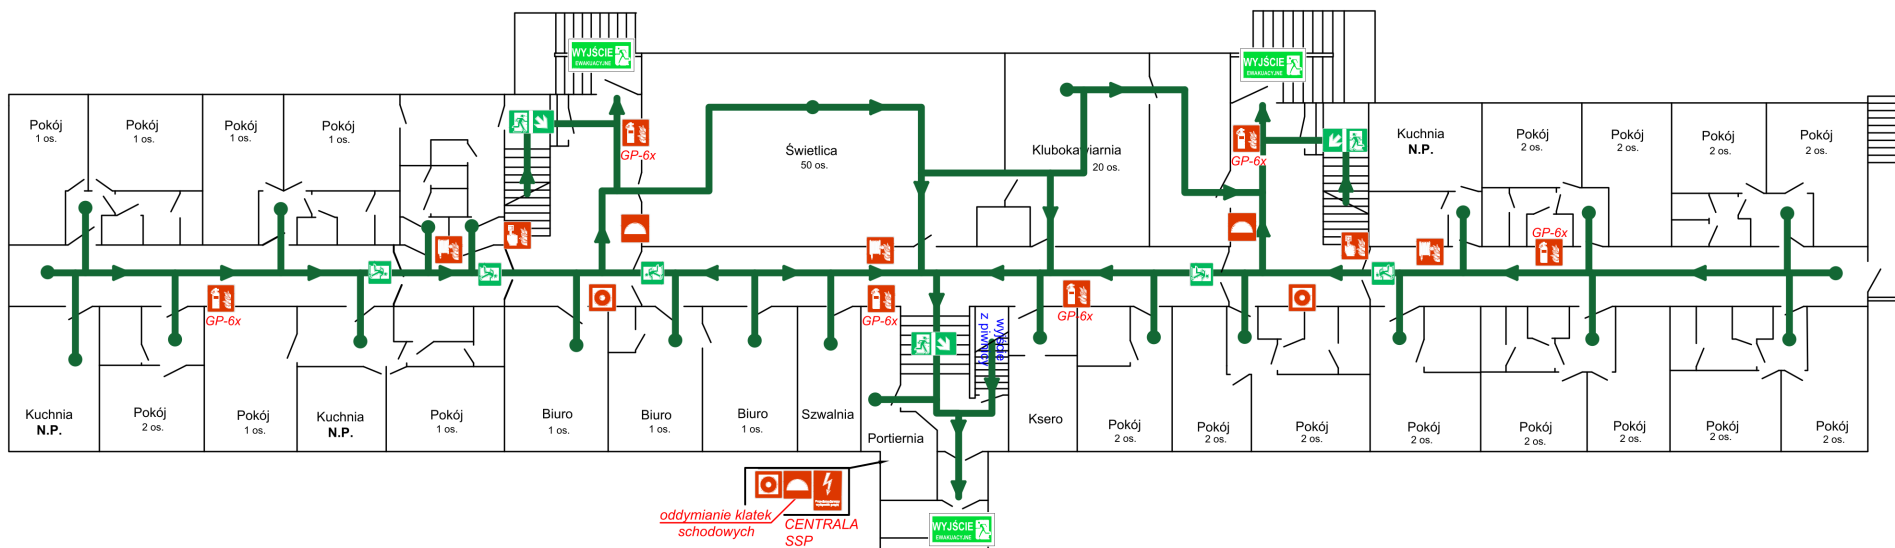 WYJŚCIE
EWAKUACYJNE
WYJŚCIE
EWAKUACYJNE
Pokój
1 os.
Pokój
1 os.
Pokój
1 os.
Pokój
1 os.
GP-6x
Świetlica
50 os.
Klubokawiarnia
20 os.
GP-6x
Kuchnia
N.P.
Pokój
2 os.
Pokój
2 os.
Pokój
2 os.
Pokój
2 os.
GP-6x
GP-6x
GP-6x
GP-6x
wyjście
z piwnicy
Kuchnia
N.P.
Pokój
2 os.
Pokój
1 os.
Kuchnia
N.P.
Pokój
1 os.
Biuro
1 os.
Biuro
1 os.
Biuro
1 os.
Szwalnia
Portiernia
Ksero
Pokój
2 os.
Pokój
2 os.
Pokój
2 os.
Pokój
2 os.
Pokój
2 os.
Pokój
2 os.
Pokój
2 os.
Pokój
2 os.
oddymianie klatek
schodowych
CENTRALA
SSP
WYJŚCIE
EWAKUACYJNE